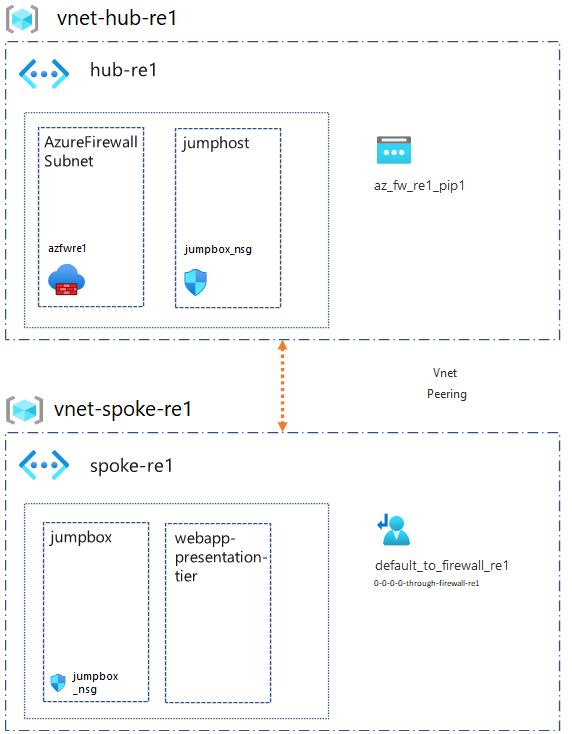 vnet-hub-re1
hub-re1
AzureFirewall
Subnet
jumphost
az_fw_re1_pip1
azfwre1
jumpbox_nsg
Vnet
Peering
vnet-spoke-re1
spoke-re1
jumpbox
webapp-
presentation-
tier
default_to_firewall_re1
0-0-0-0-through-firewall-re1
jumpbox
_nsg